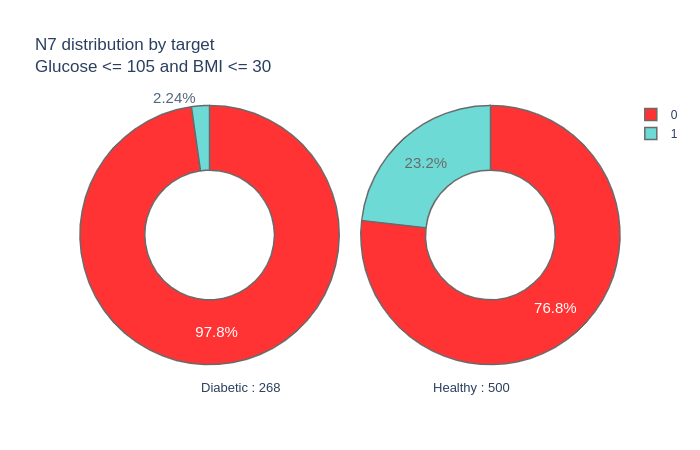 N7 distribution by target
Glucose <= 105 and BMI <= 30
2.24%
97.8%
23.2%
76.8%
0
1
Diabetic : 268
Healthy : 500